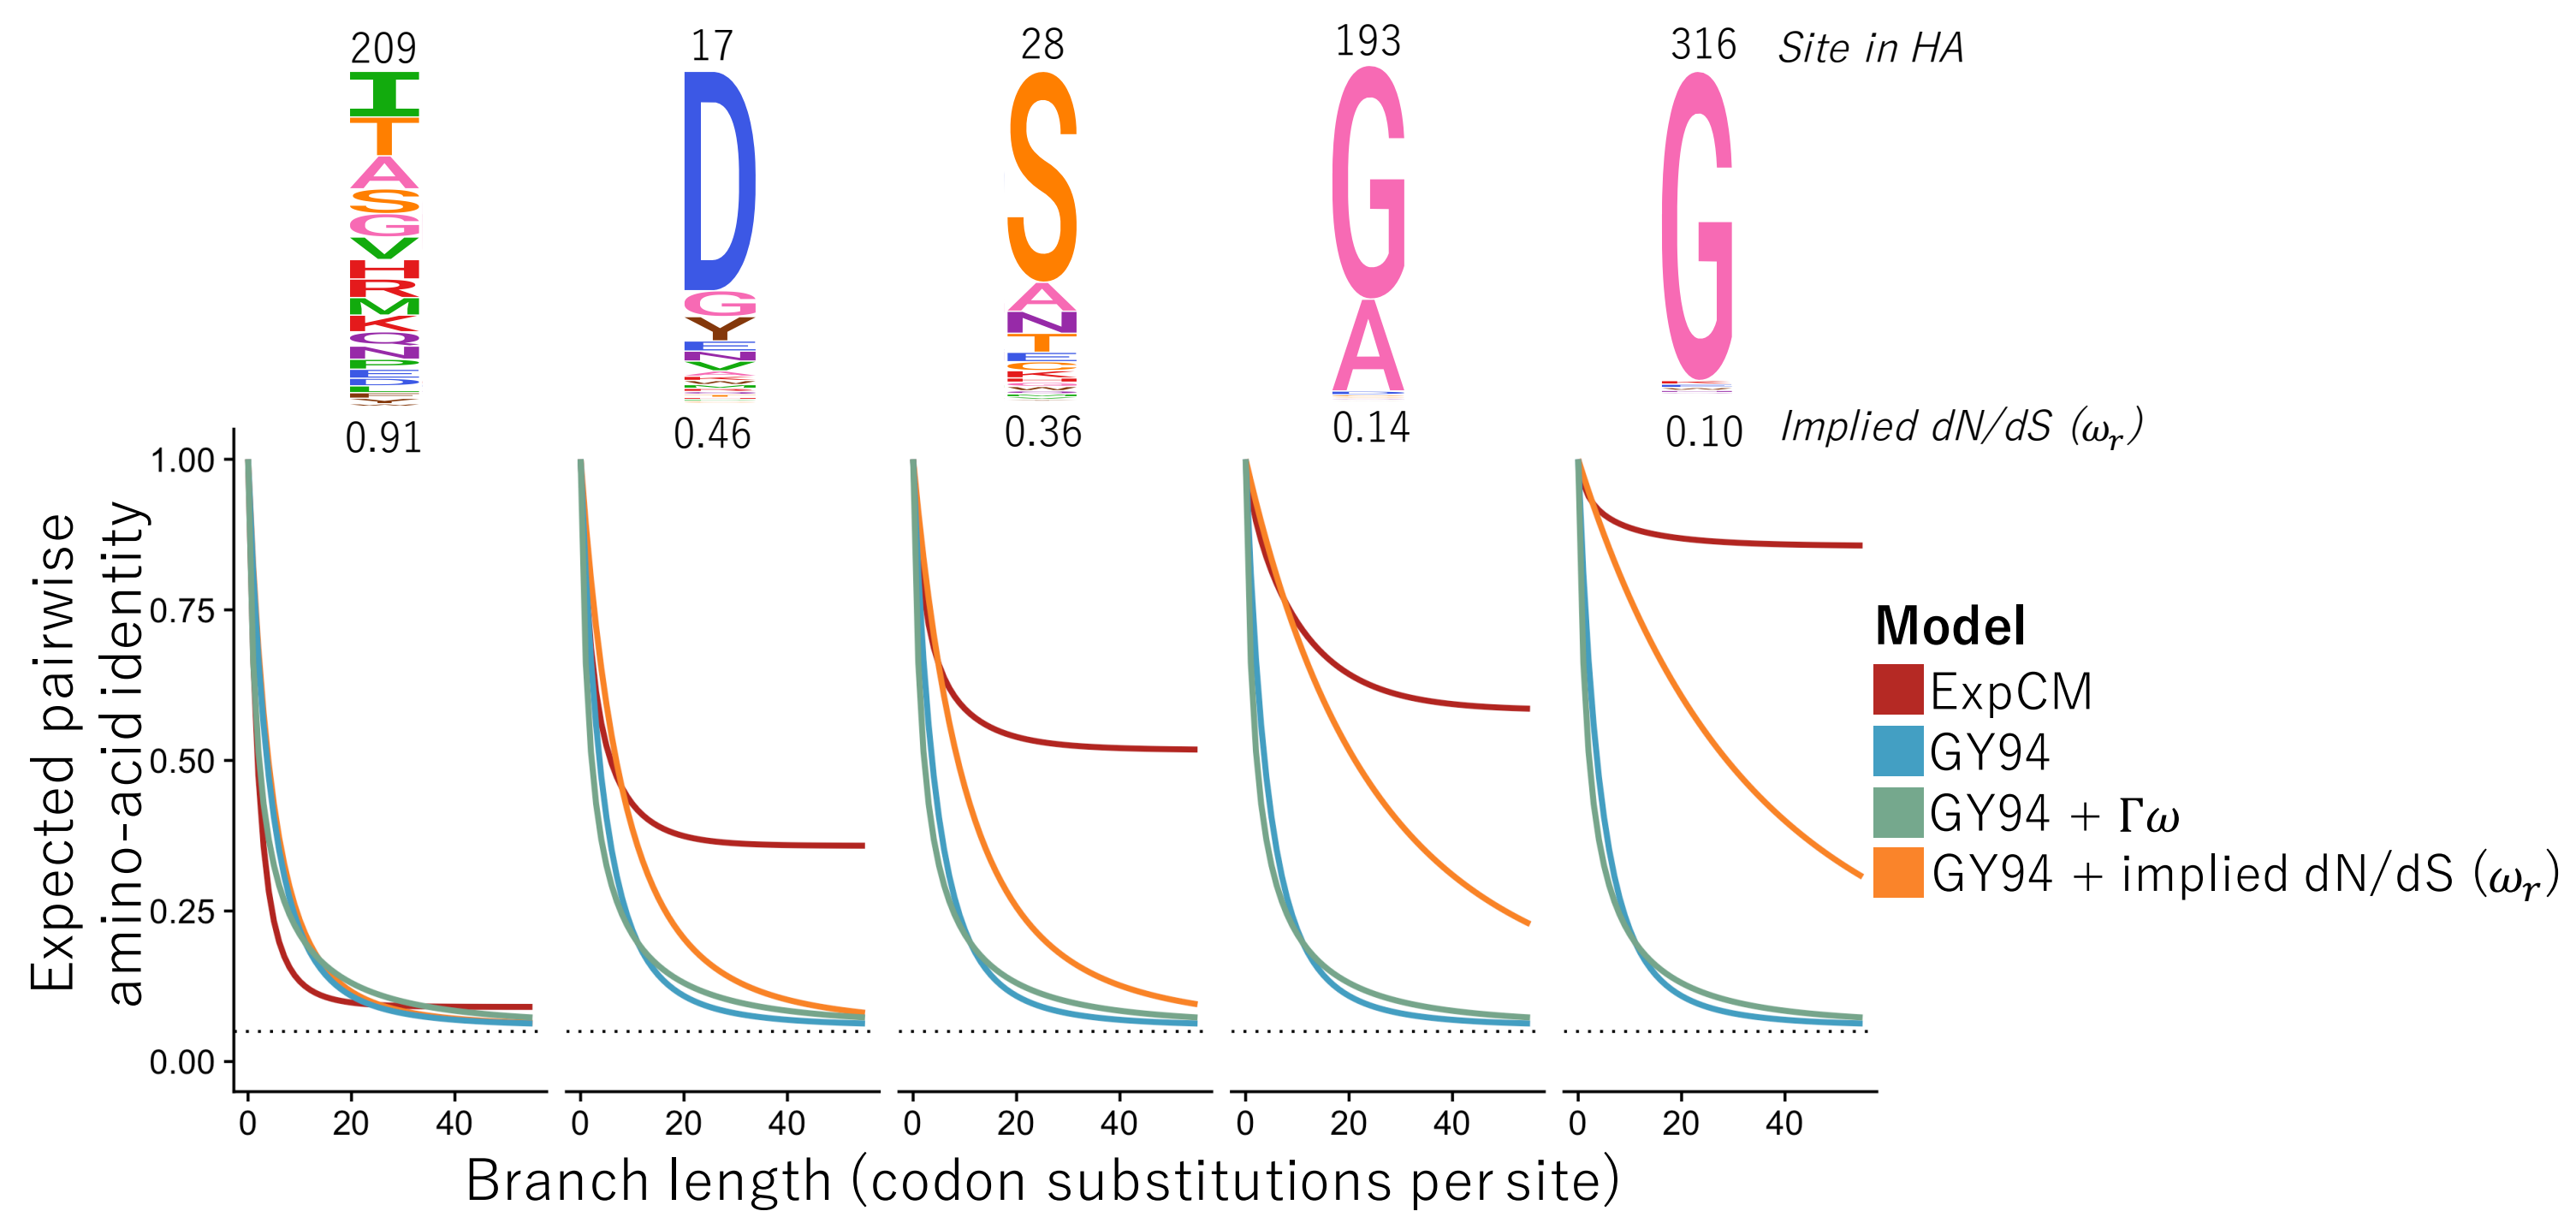 209 17 28 193 316 Site in HA
I D S G G
T
A
S
G
V
H
R
M
K
Q
N
P
E
D
G
Y
E
N
V
A
N
T
E
A
0.91 0.46 0.36 0.14 0.10 Implied dN/dS (ωr)
1.00
0.75
0.50
0.25
0.00
Expected pairwise
amino-acid identity
0 20 40 0 20 40 0 20 40 0 20 40 0 20 40
Branch length (codon substitutions per site)
Model
ExpCM
GY94
GY94 + Γω
GY94 + implied dN/dS (ωr)